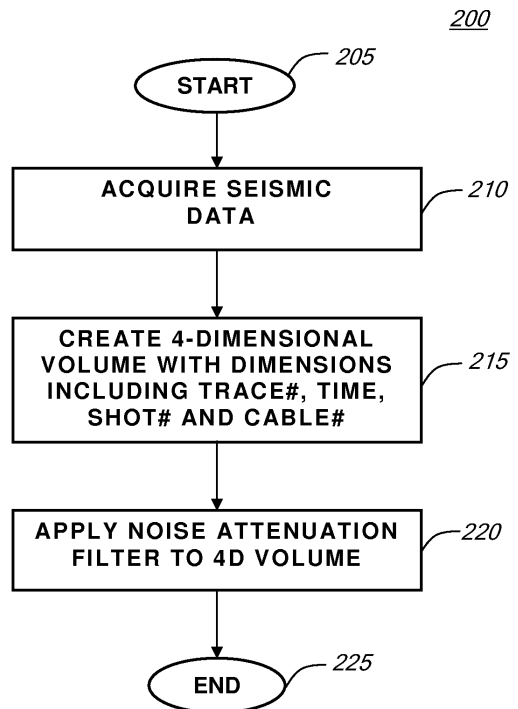 200
START
205
ACQUIRE SEISMIC
DATA
210
CREATE 4-DIMENSIONAL
VOLUME WITH DIMENSIONS
INCLUDING TRACE#, TIME,
SHOT# AND CABLE#
215
APPLY NOISE ATTENUATION
FILTER TO 4D VOLUME
220
END
225